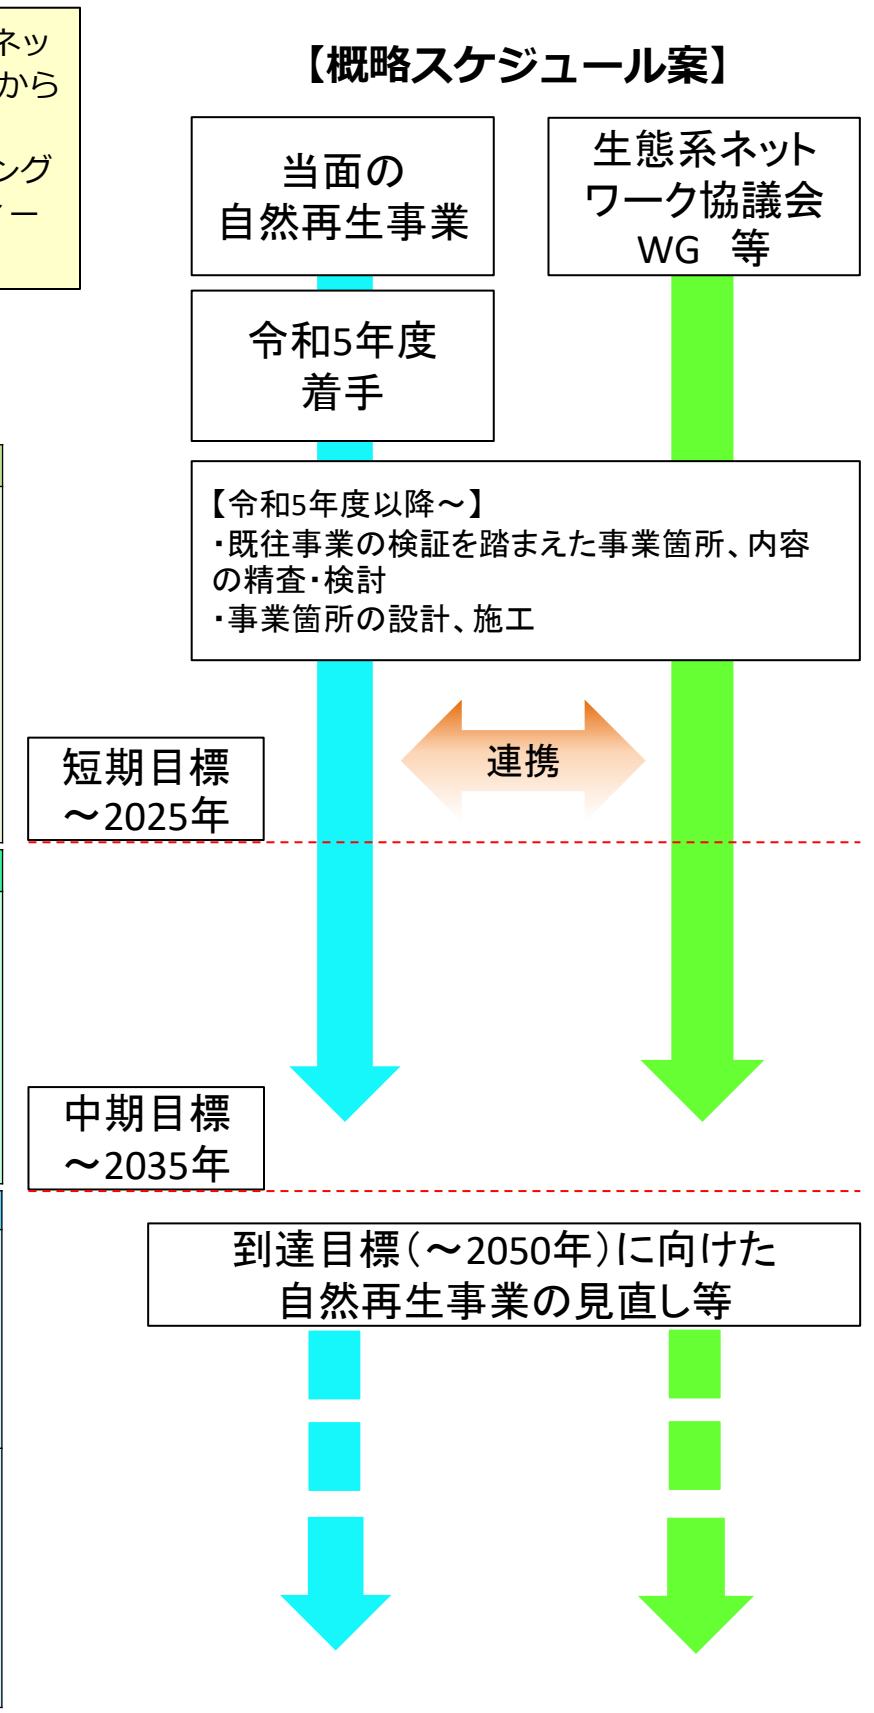 ネッ
から
ング
ィー
【概略スケジュール案】
当面の
自然再生事業
生態系ネット
ワーク協議会
WG 等
令和5年度
着手
【令和5年度以降～】
・既往事業の検証を踏まえた事業箇所、内容
の精査・検討
・事業箇所の設計、施工
連携
短期目標
～2025年
中期目標
～2035年
到達目標（～2050年）に向けた
自然再生事業の見直し等